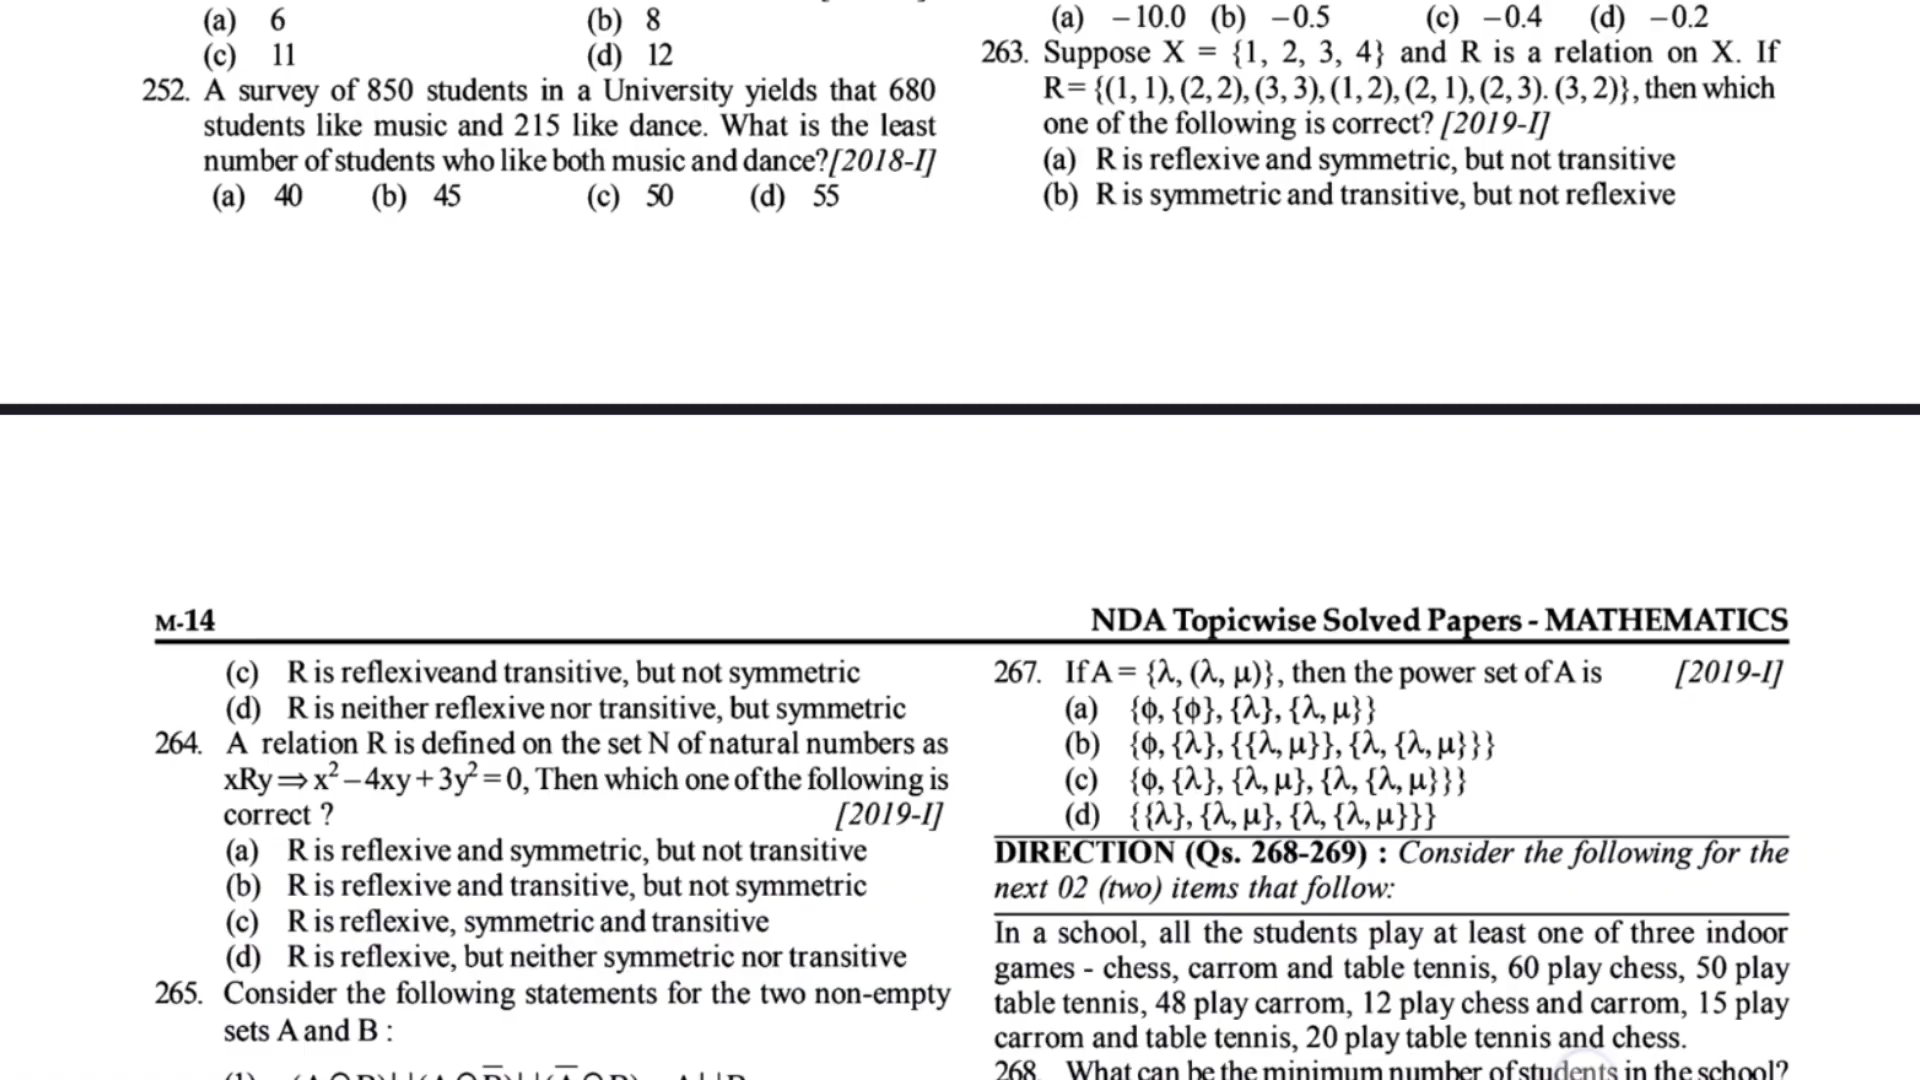 (a) 6 (b) 8
(c) 11 (d) 12
252. A survey of 850 students in a University yields that 680
students like music and 215 like dance. What is the least
number of students who like both music and dance?[2018-I]
(a) 40 (b) 45 (c) 50 (d) 55
(a) –10.0 (b) –0.5 (c) –0.4 (d) –0.2
263. Suppose X = {1, 2, 3, 4} and R is a relation on X. If
R= {(1, 1), (2, 2), (3, 3), (1, 2), (2, 1), (2, 3). (3, 2)}, then which
one of the following is correct? [2019-I]
(a) R is reflexive and symmetric, but not transitive
(b) R is symmetric and transitive, but not reflexive
M-14 NDA Topicwise Solved Papers - MATHEMATICS
(c) R is reflexiveand transitive, but not symmetric
(d) R is neither reflexive nor transitive, but symmetric
264. A relation R is defined on the set N of natural numbers as
xRy ⇒ x² – 4xy + 3y² = 0, Then which one of the following is
correct ? [2019-I]
(a) R is reflexive and symmetric, but not transitive
(b) R is reflexive and transitive, but not symmetric
(c) R is reflexive, symmetric and transitive
(d) R is reflexive, but neither symmetric nor transitive
265. Consider the following statements for the two non-empty
sets A and B :
267. If A = {λ, (λ, μ)}, then the power set of A is [2019-I]
(a) {ϕ, {ϕ}, {λ}, {λ, μ}}
(b) {ϕ, {λ}, {{λ, μ}}, {λ, {λ, μ}}}
(c) {ϕ, {λ}, {λ, μ}, {λ, {λ, μ}}}
(d) {{λ}, {λ, μ}, {λ, {λ, μ}}}
DIRECTION (Qs. 268-269) : Consider the following for the
next 02 (two) items that follow:
In a school, all the students play at least one of three indoor
games - chess, carrom and table tennis, 60 play chess, 50 play
table tennis, 48 play carrom, 12 play chess and carrom, 15 play
carrom and table tennis, 20 play table tennis and chess.
268. What can be the minimum number of students in the school?